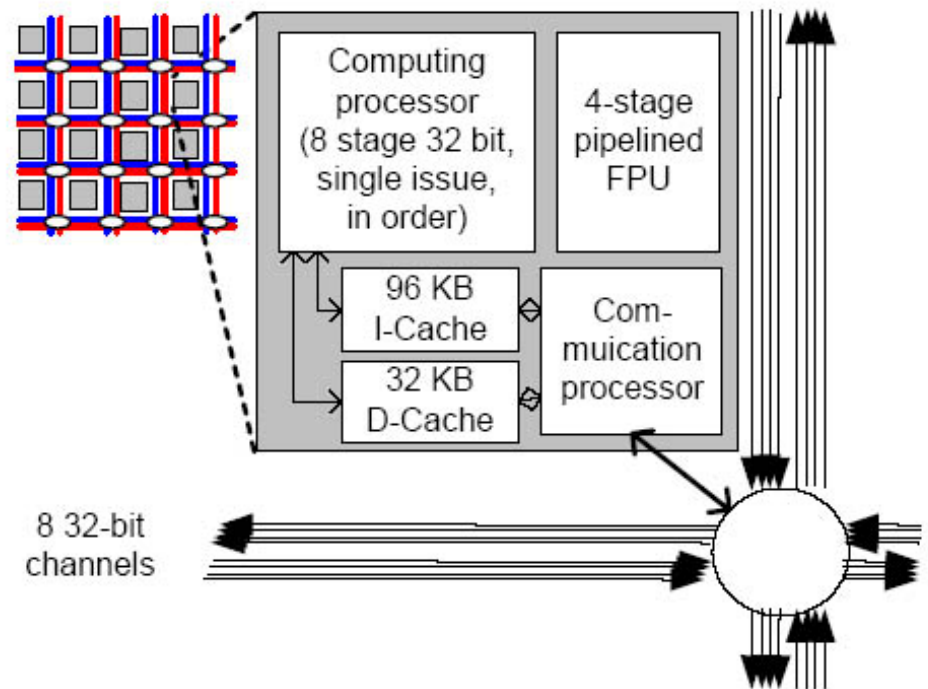 Computing
processor
(8 stage 32 bit,
single issue,
in order)
4-stage
pipelined
FPU
96 KB
I-Cache
32 KB
D-Cache
Com-
muication
processor
8 32-bit
channels